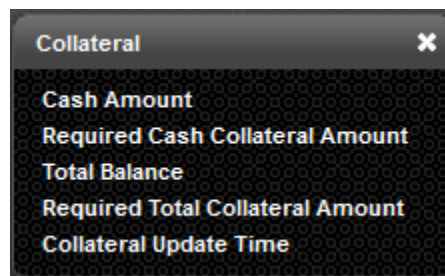 Collateral
Cash Amount
Required Cash Collateral Amount
Total Balance
Required Total Collateral Amount
Collateral Update Time